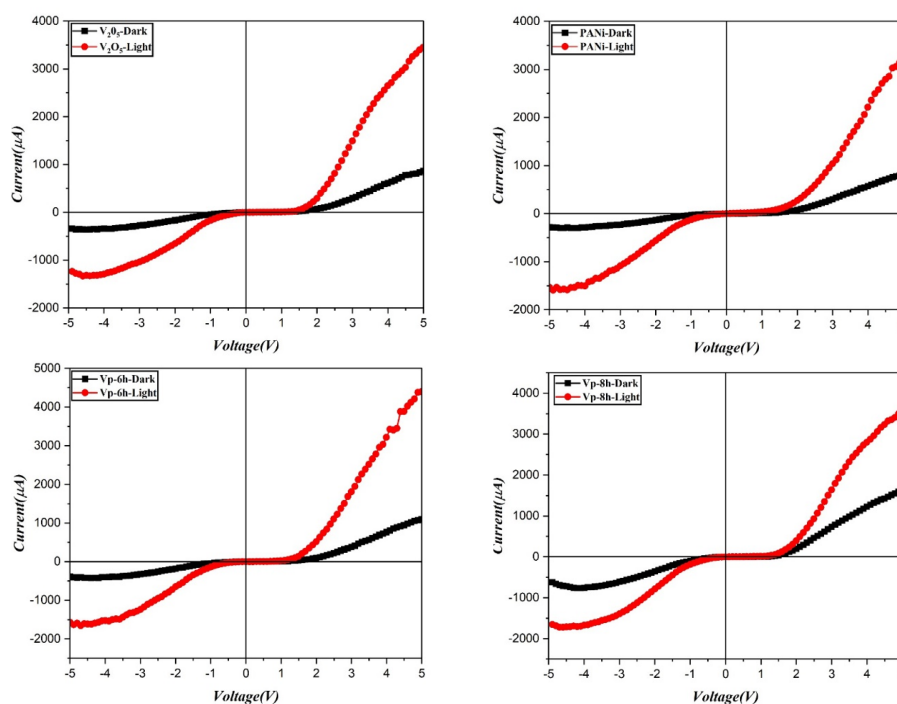 4000
V₂0₅-Dark
V₂O₅-Light
3000
2000
1000
0
-1000
-2000
Current(μA)
-5 -4 -3 -2 -1 0 1 2 3 4 5
Voltage(V)
4000
PANi-Dark
PANi-Light
3000
2000
1000
0
-1000
-2000
Current(μA)
-5 -4 -3 -2 -1 0 1 2 3 4
Voltage(V)
5000
Vp-6h-Dark
Vp-6h-Light
4000
3000
2000
1000
0
-1000
-2000
Current(μA)
-5 -4 -3 -2 -1 0 1 2 3 4 5
Voltage(V)
Vp-8h-Dark
Vp-8h-Light
4000
3000
2000
1000
0
-1000
-2000
Current(μA)
-5 -4 -3 -2 -1 0 1 2 3 4
Voltage(V)